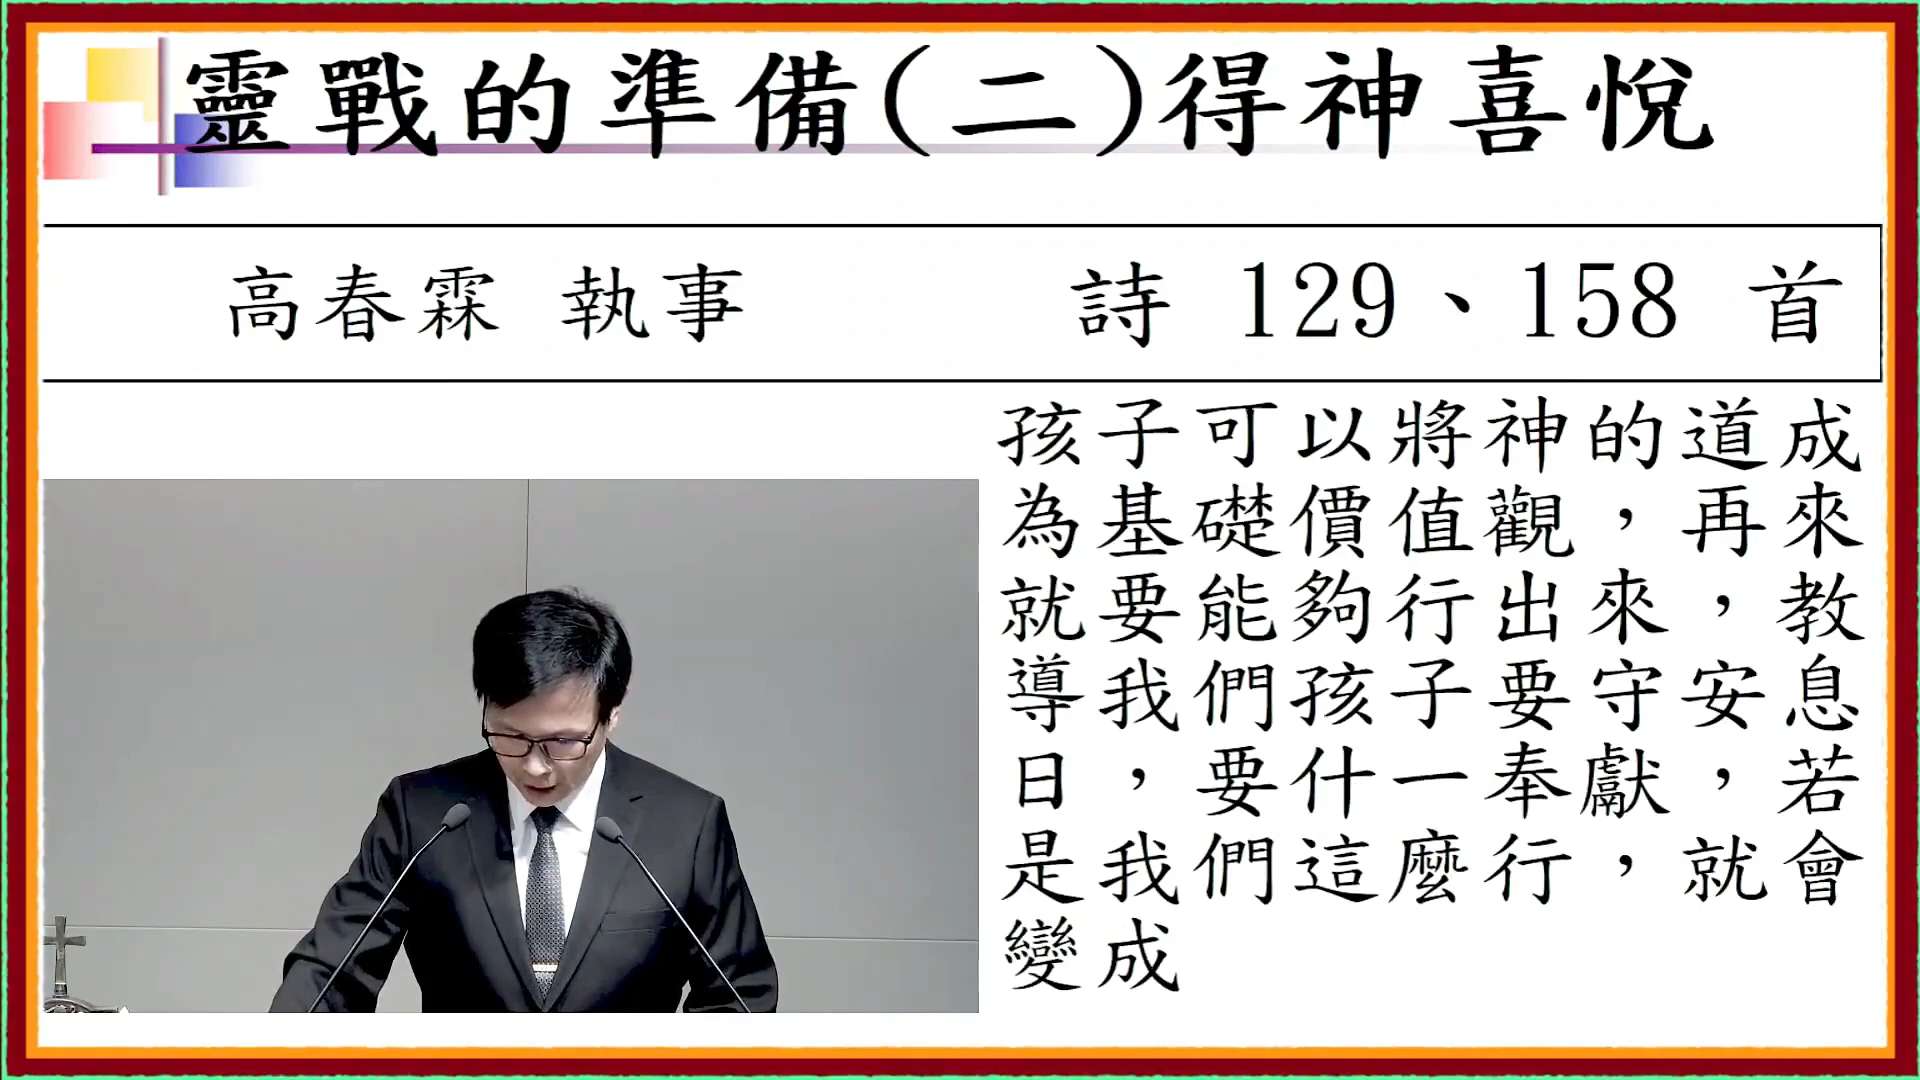 靈戰的準備(二)得神喜悅
高春霖 執事 詩 129、158 首
孩子可以將神的道成
為基礎價值觀，再來
就要能夠行出來，教
導我們孩子要守安息
日，要什一奉獻，若
是我們這麼行，就會
變成